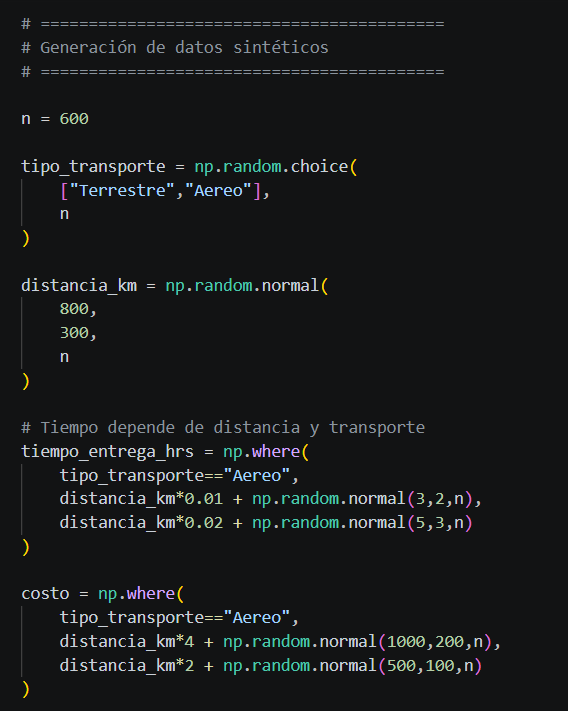 # ==========================================
# Generación de datos sintéticos
# ==========================================

n = 600

tipo_transporte = np.random.choice(
    ["Terrestre","Aereo"],
    n
)

distancia_km = np.random.normal(
    800,
    300,
    n
)

# Tiempo depende de distancia y transporte
tiempo_entrega_hrs = np.where(
    tipo_transporte=="Aereo",
    distancia_km*0.01 + np.random.normal(3,2,n),
    distancia_km*0.02 + np.random.normal(5,3,n)
)

costo = np.where(
    tipo_transporte=="Aereo",
    distancia_km*4 + np.random.normal(1000,200,n),
    distancia_km*2 + np.random.normal(500,100,n)
)